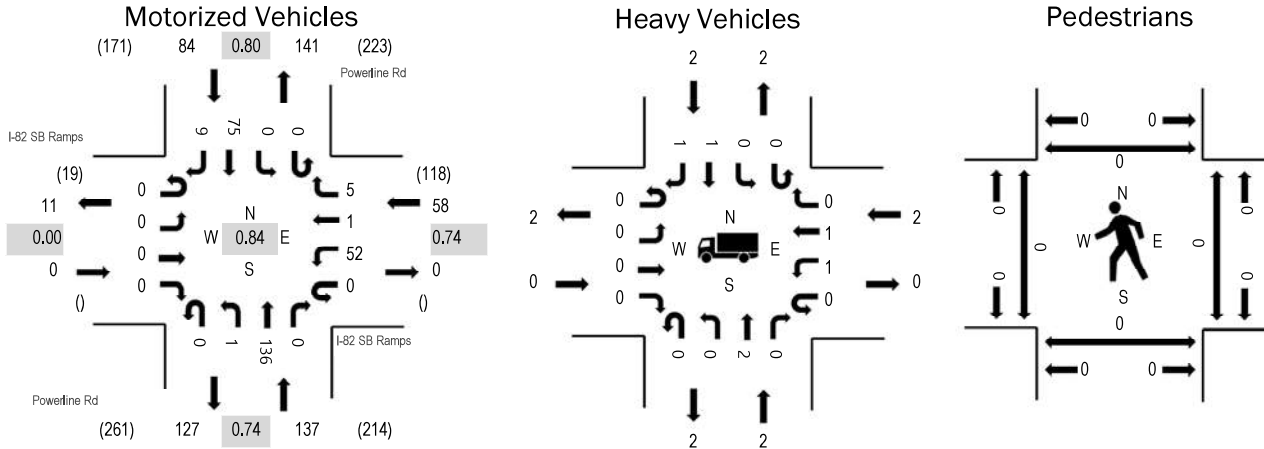 Motorized Vehicles
Heavy Vehicles
Pedestrians
(171) 84 0.80 141 (223)
Powerline Rd
I-82 SB Ramps
9 75 0 0
(19)
11
0.00
0
()
0
0
0
0
5
1
52
0
(118)
58
0.74
0
()
N
W 0.84 E
S
0 1 136 0
I-82 SB Ramps
Powerline Rd
(261) 127 0.74 137 (214)
2 2
1 1 0 0
2
0
0
0
0
0
0
1
1
0
2
0
N
W E
S
0 0 2 0
2 2
0 0
0
0
0
0
N
W E
S
0
0
0
0
0 0